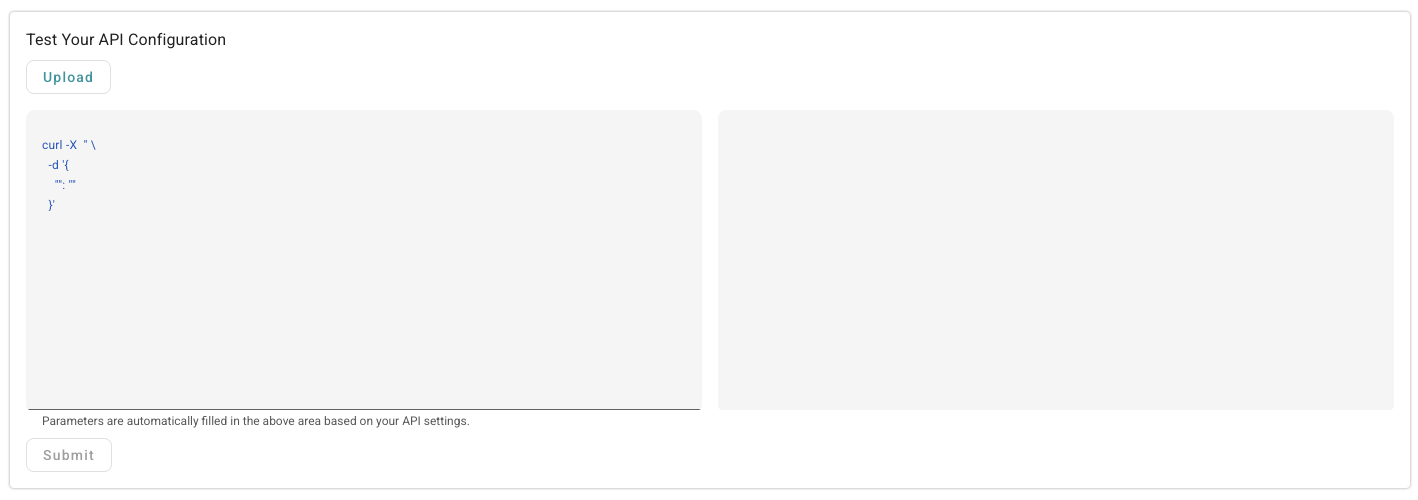 Test Your API Configuration
Upload
curl -X  '' \
-d '{
"": ""
}'
Parameters are automatically filled in the above area based on your API settings.
Submit